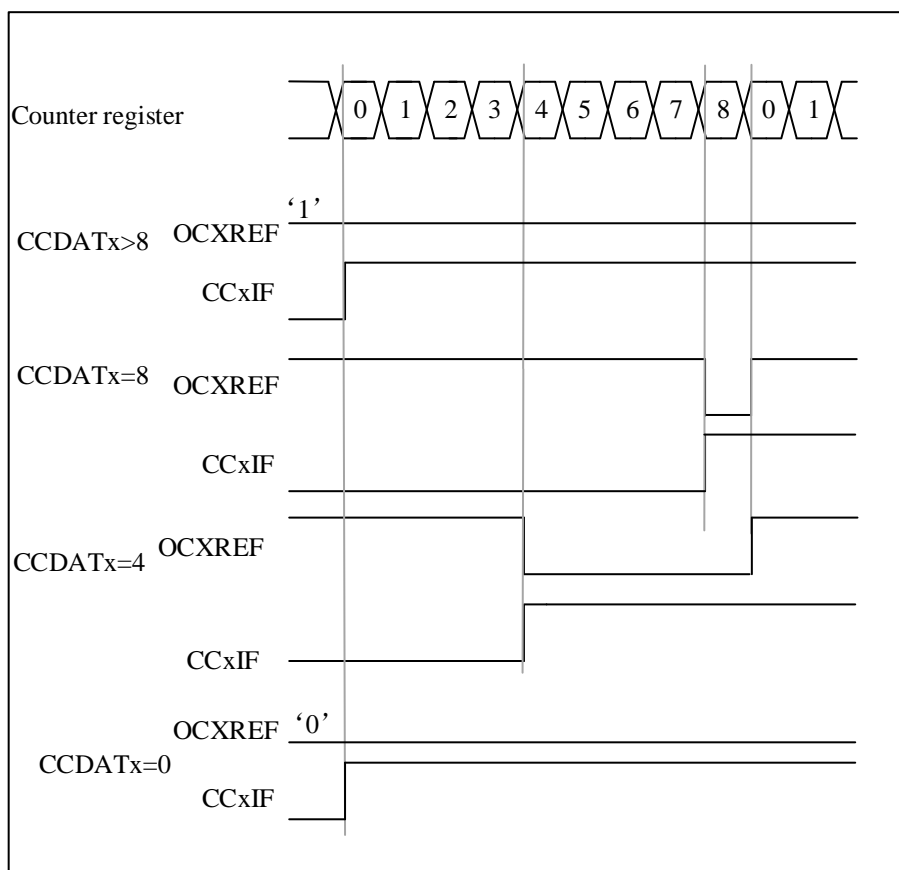 Counter register 0 1 2 3 4 5 6 7 8 0 1
‘1’
CCDATx>8 OCXREF
CCxIF
CCDATx=8 OCXREF
CCxIF
CCDATx=4 OCXREF
CCxIF
OCXREF ‘0’
CCDATx=0
CCxIF